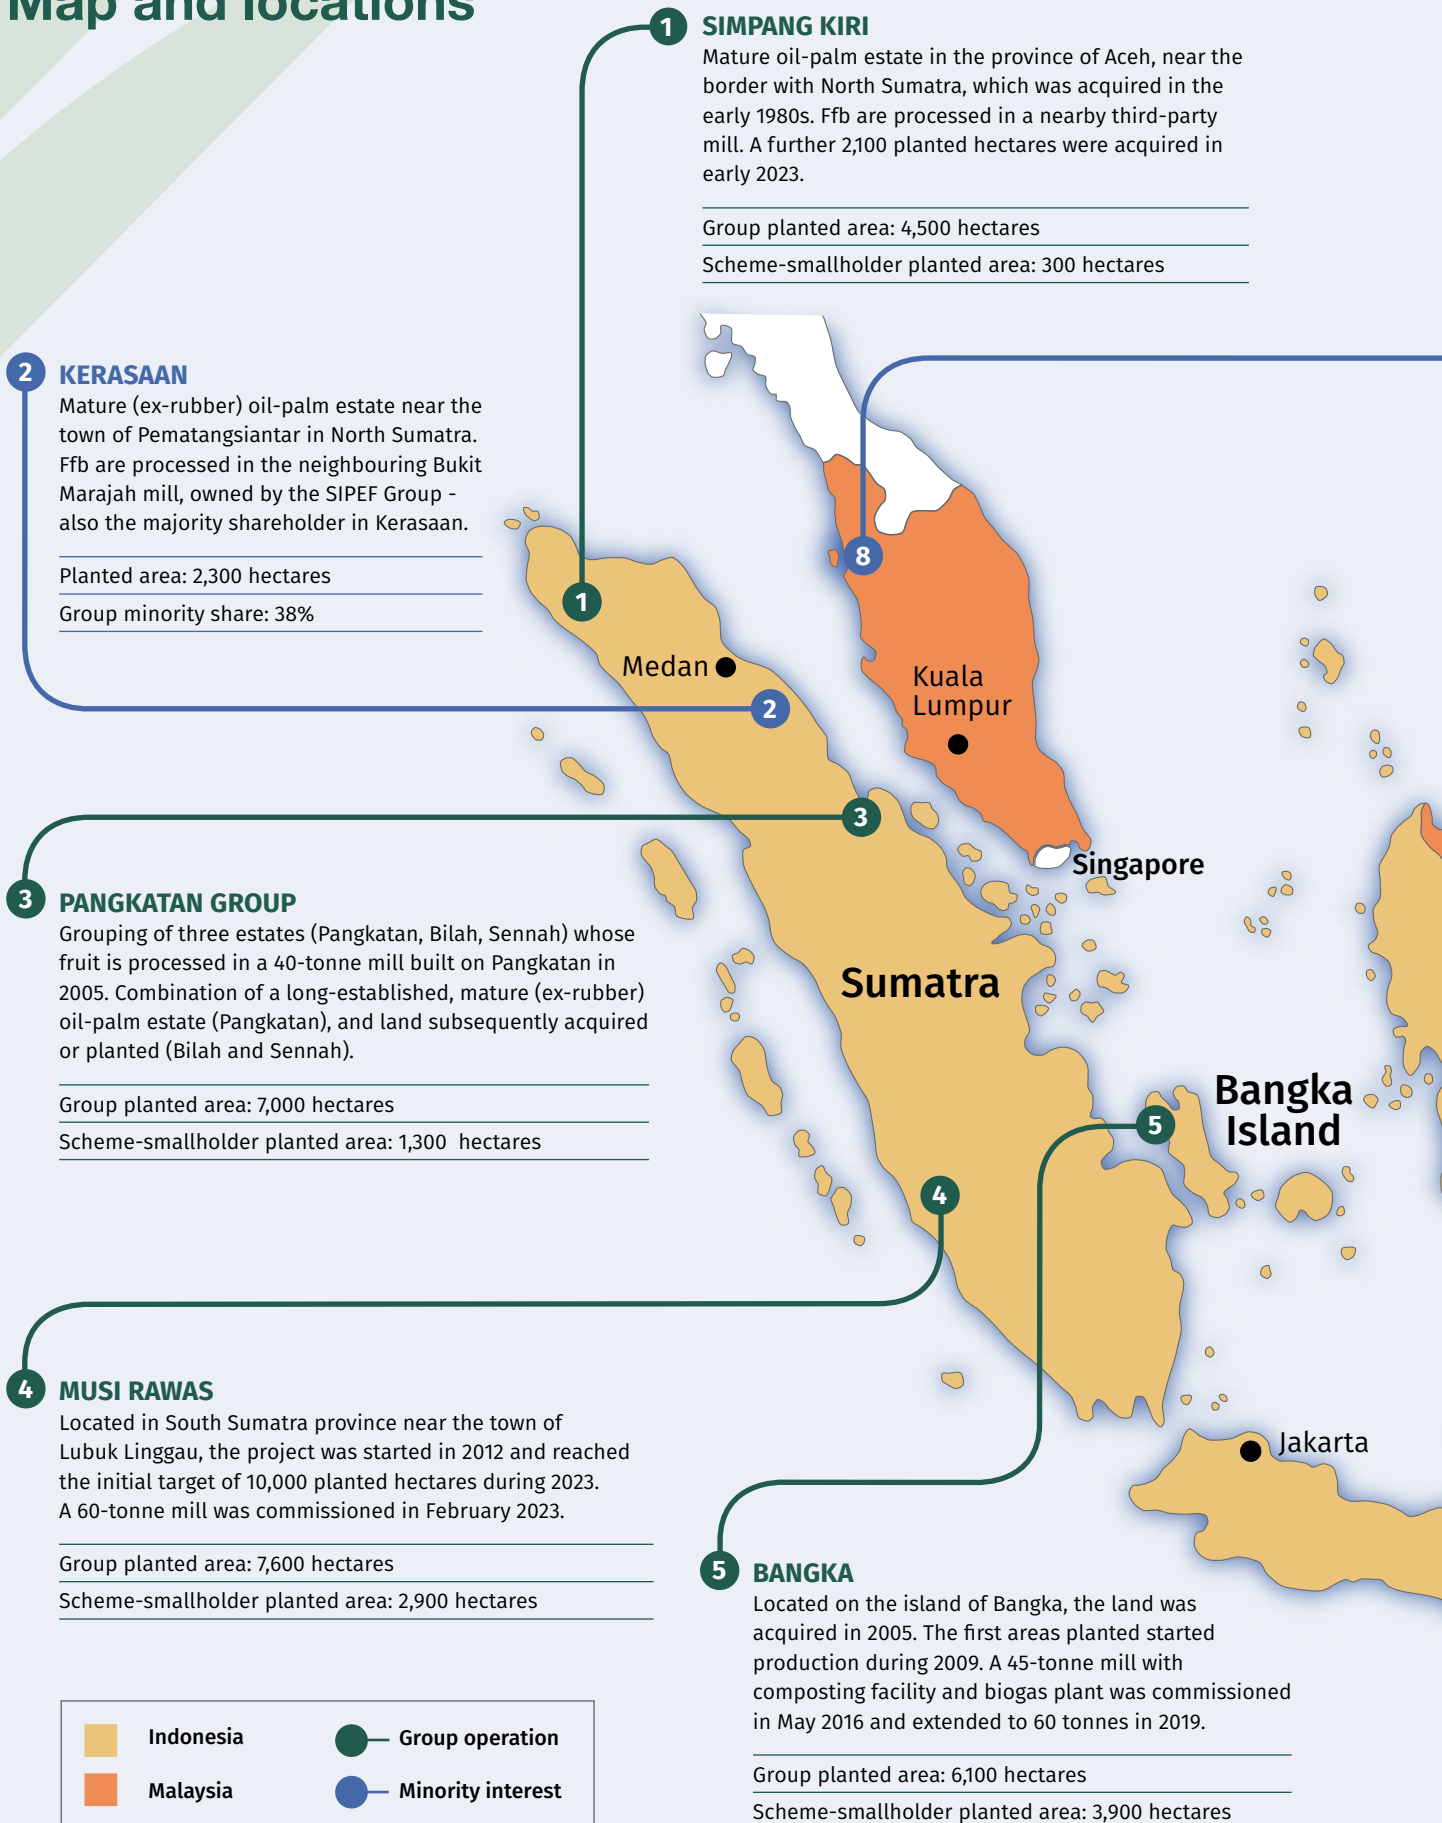 Map and locations
1 SIMPANG KIRI
Mature oil-palm estate in the province of Aceh, near the
border with North Sumatra, which was acquired in the
early 1980s. Ffb are processed in a nearby third-party
mill. A further 2,100 planted hectares were acquired in
early 2023.
Group planted area: 4,500 hectares
Scheme-smallholder planted area: 300 hectares
2 KERASAAN
Mature (ex-rubber) oil-palm estate near the
town of Pematangsiantar in North Sumatra.
Ffb are processed in the neighbouring Bukit
Marajah mill, owned by the SIPEF Group -
also the majority shareholder in Kerasaan.
Planted area: 2,300 hectares
Group minority share: 38%
8
1
Medan
2
Kuala
Lumpur
3
Singapore
Sumatra
Bangka
Island
5
4
Jakarta
3 PANGKATAN GROUP
Grouping of three estates (Pangkatan, Bilah, Sennah) whose
fruit is processed in a 40-tonne mill built on Pangkatan in
2005. Combination of a long-established, mature (ex-rubber)
oil-palm estate (Pangkatan), and land subsequently acquired
or planted (Bilah and Sennah).
Group planted area: 7,000 hectares
Scheme-smallholder planted area: 1,300 hectares
4 MUSI RAWAS
Located in South Sumatra province near the town of
Lubuk Linggau, the project was started in 2012 and reached
the initial target of 10,000 planted hectares during 2023.
A 60-tonne mill was commissioned in February 2023.
Group planted area: 7,600 hectares
Scheme-smallholder planted area: 2,900 hectares
5 BANGKA
Located on the island of Bangka, the land was
acquired in 2005. The first areas planted started
production during 2009. A 45-tonne mill with
composting facility and biogas plant was commissioned
in May 2016 and extended to 60 tonnes in 2019.
Group planted area: 6,100 hectares
Scheme-smallholder planted area: 3,900 hectares
Indonesia
Group operation
Malaysia
Minority interest